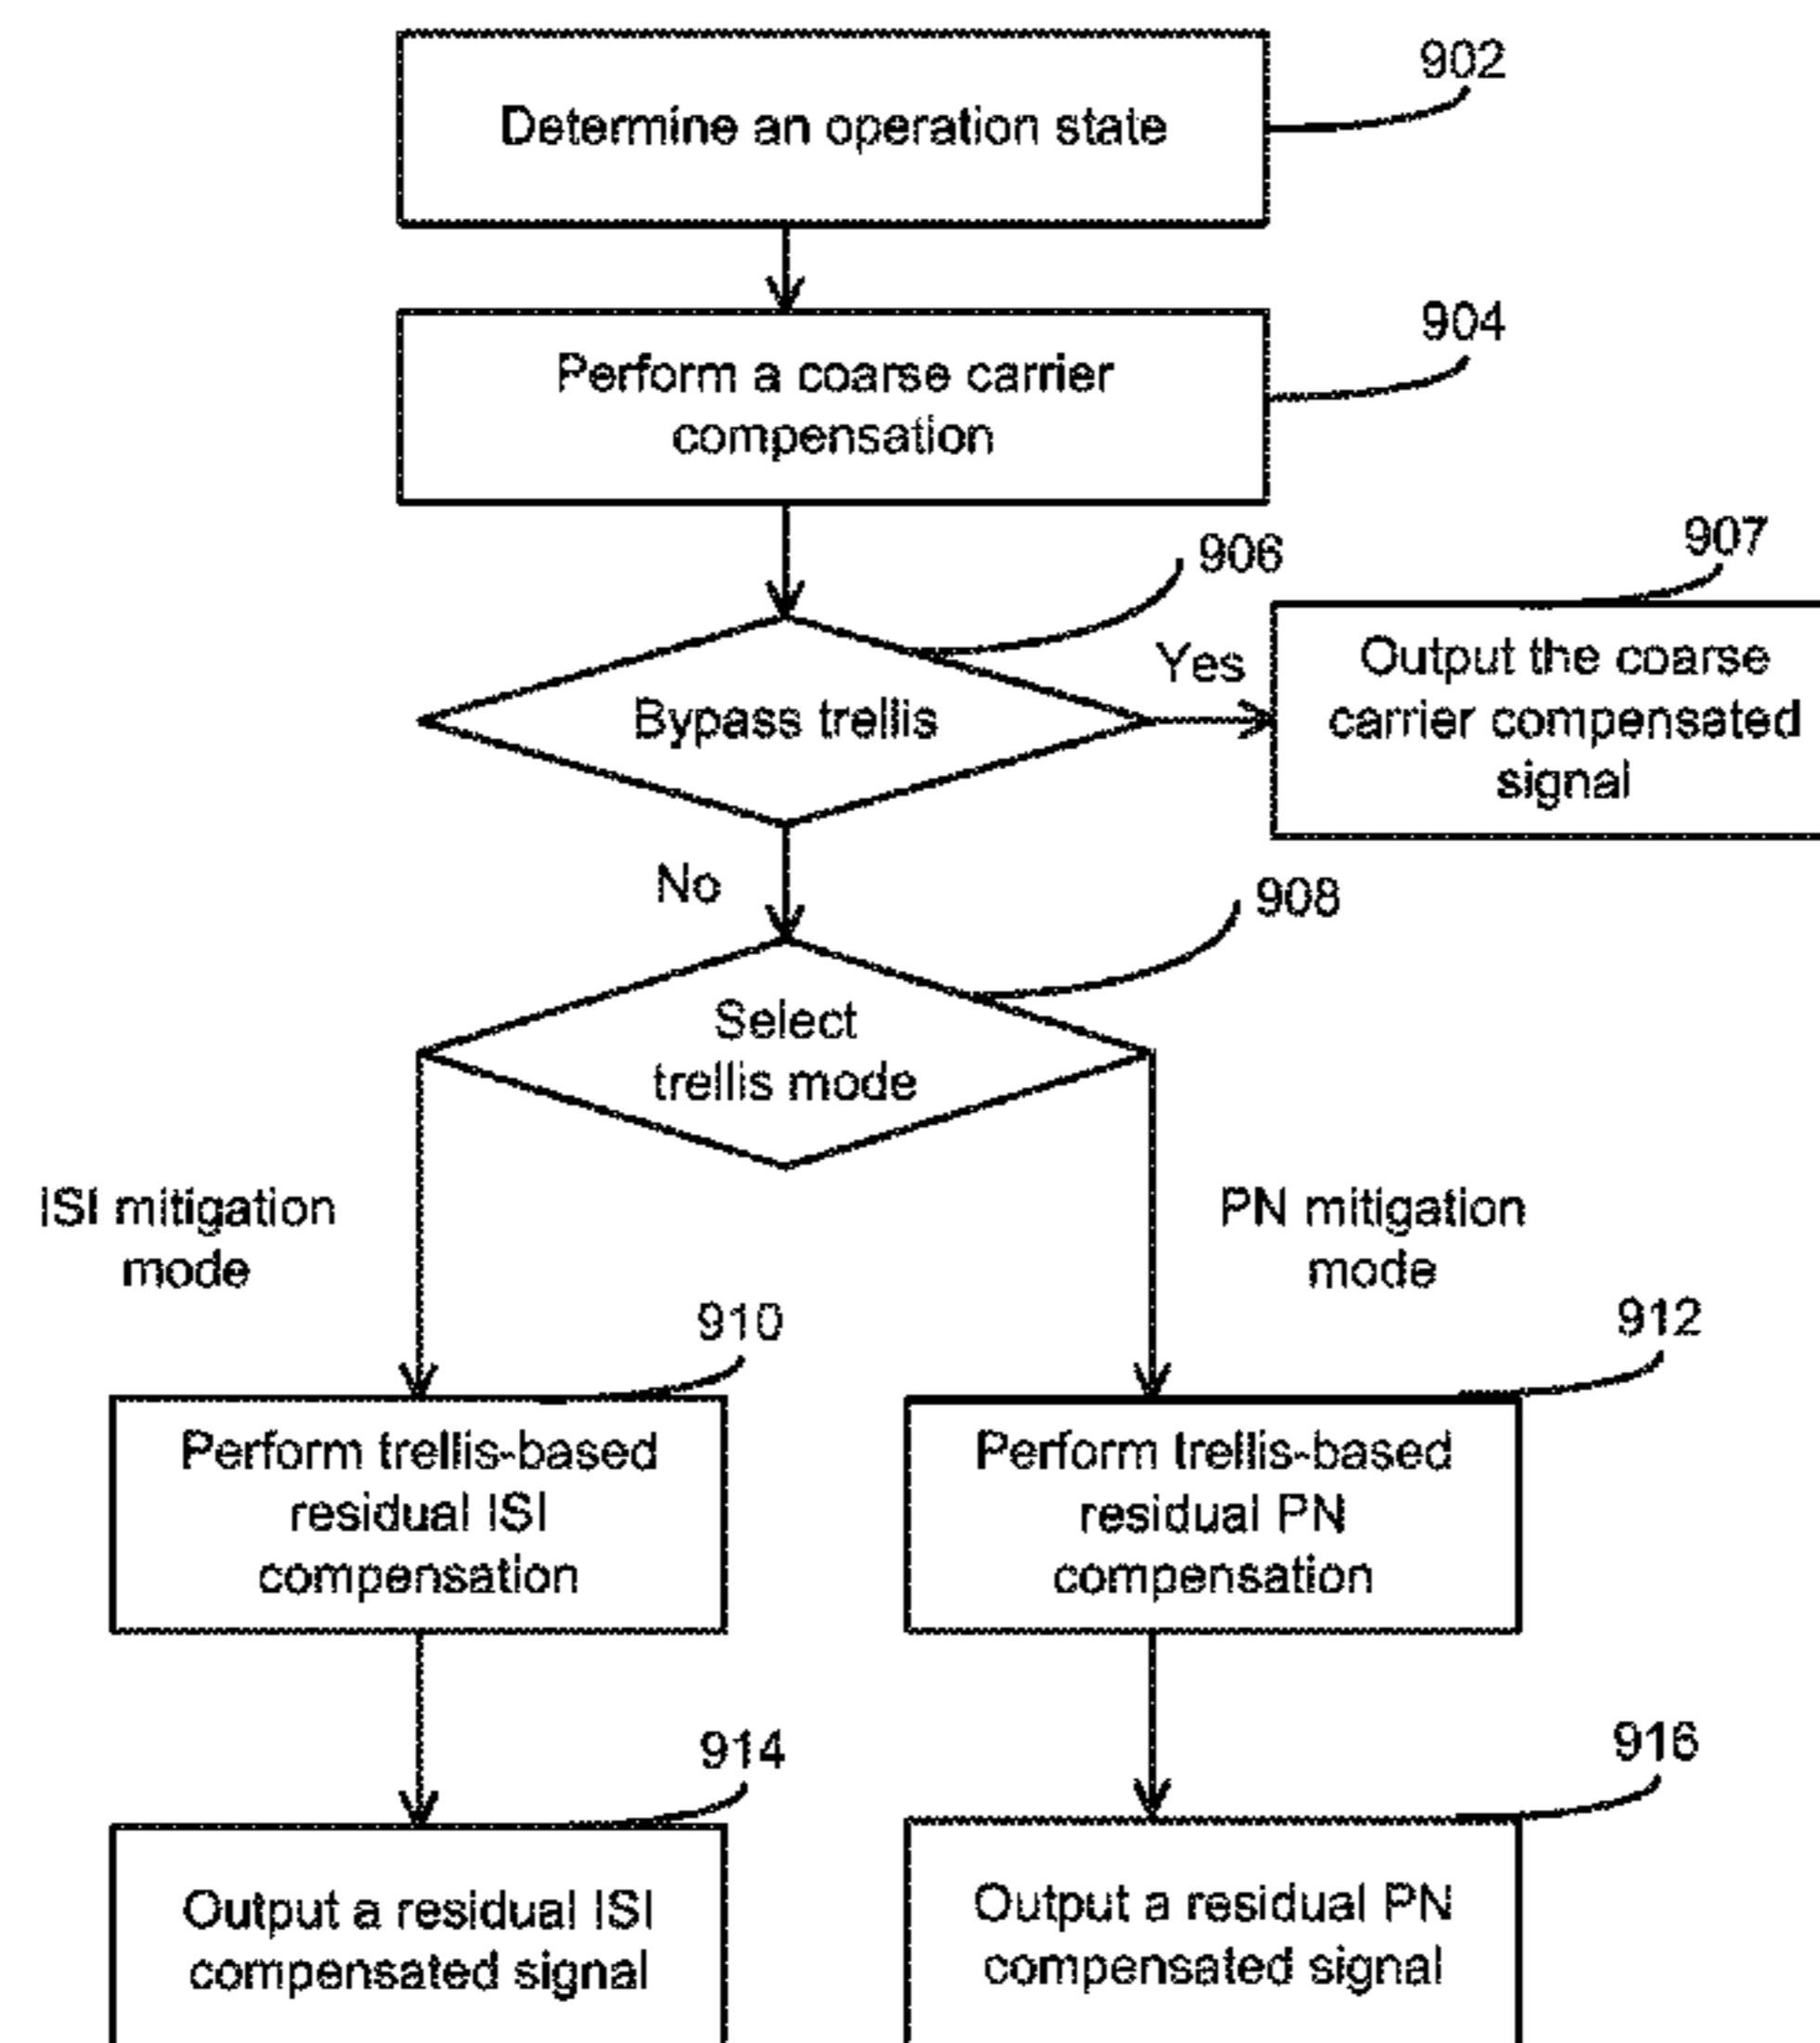 902
Determine an operation state
904
Perform a coarse carrier
compensation
906
907
Yes
Output the coarse
carrier compensated
signal
Bypass trellis
No
908
Select
trellis mode
ISI mitigation
mode
PN mitigation
mode
910
912
Perform trellis-based
residual ISI
compensation
Perform trellis-based
residual PN
compensation
914
916
Output a residual ISI
compensated signal
Output a residual PN
compensated signal